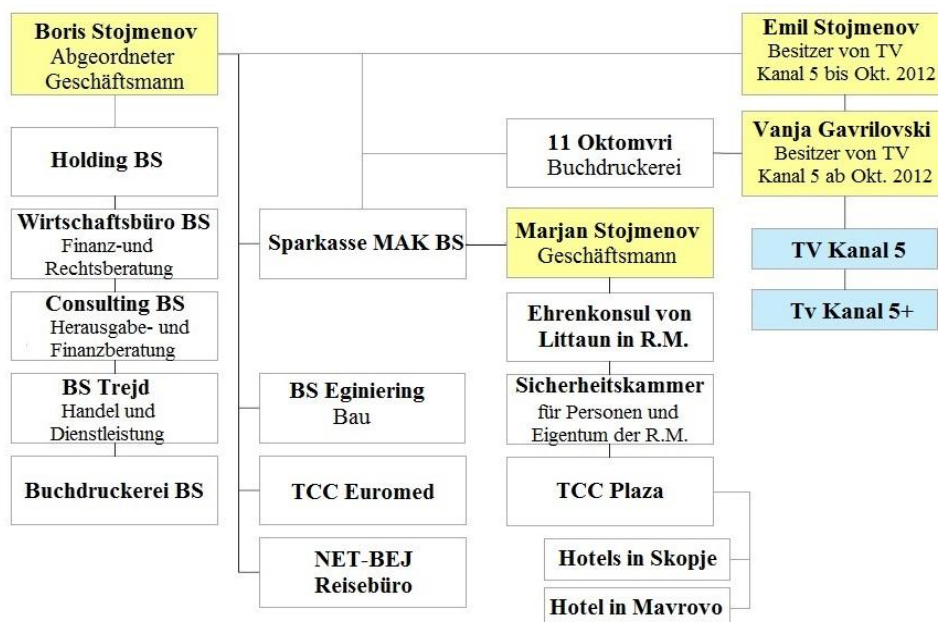 Boris Stojmenov
Abgeordneter
Geschäftsmann
Holding BS
Wirtschaftsbüro BS
Finanz-und
Rechtsberatung
Consulting BS
Herausgabe- und
Finanzberatung
BS Trejd
Handel und
Dienstleistung
Buchdruckerei BS
Sparkasse MAK BS
BS Eginiering
Bau
TCC Euromed
NET-BEJ
Reisebüro
11 Oktomvri
Buchdruckerei
Marjan Stojmenov
Geschäftsmann
Ehrenkonsul von
Littaun in R.M.
Sicherheitskammer
für Personen und
Eigentum der R.M.
TCC Plaza
Hotels in Skopje
Hotel in Mavrovo
Emil Stojmenov
Besitzer von TV
Kanal 5 bis Okt. 2012
Vanja Gavrilovski
Besitzer von TV
Kanal 5 ab Okt. 2012
TV Kanal 5
Tv Kanal 5+